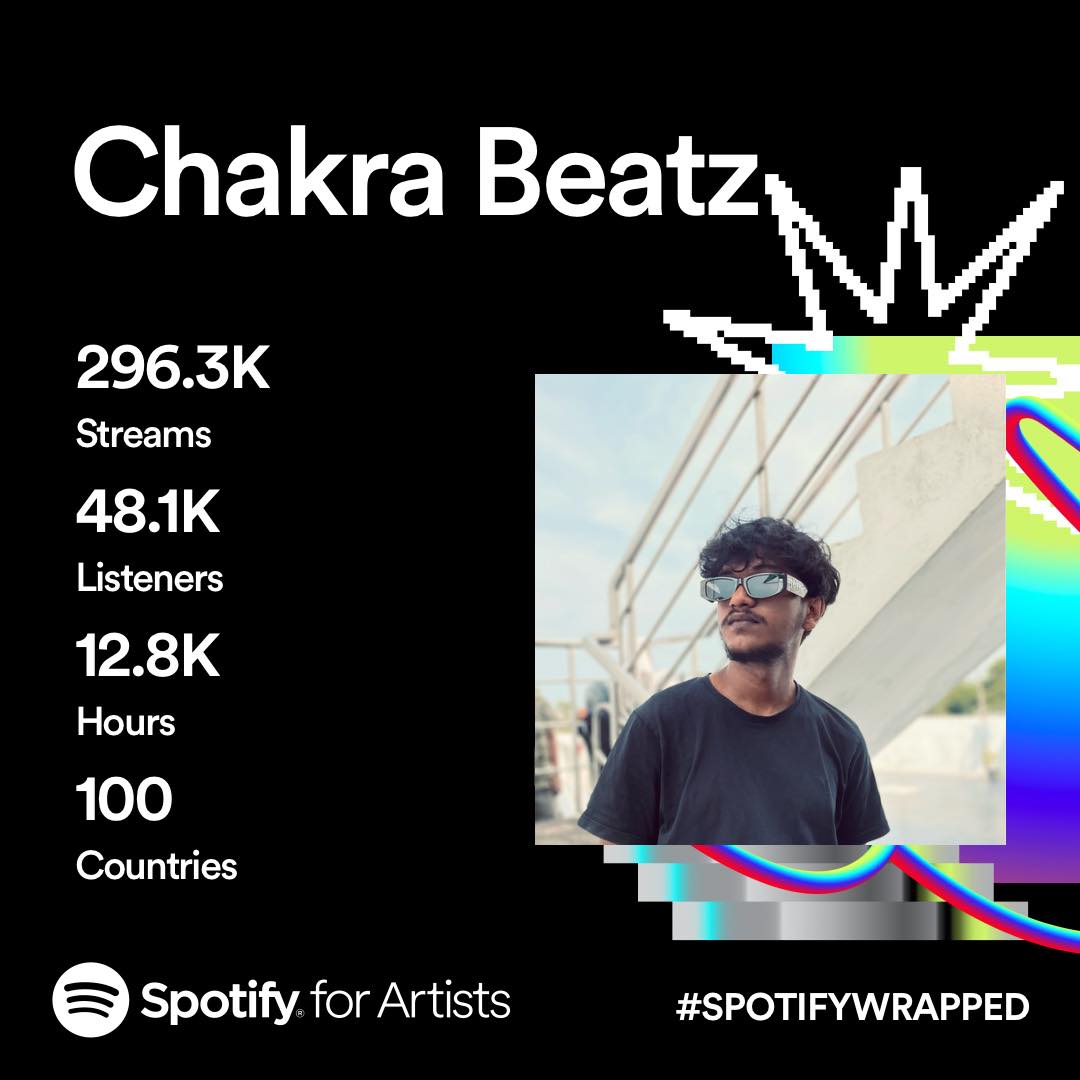 Chakra Beatz
296.3K
Streams
48.1K
Listeners
12.8K
Hours
100
Countries
Spotify® for Artists
#SPOTIFYWRAPPED